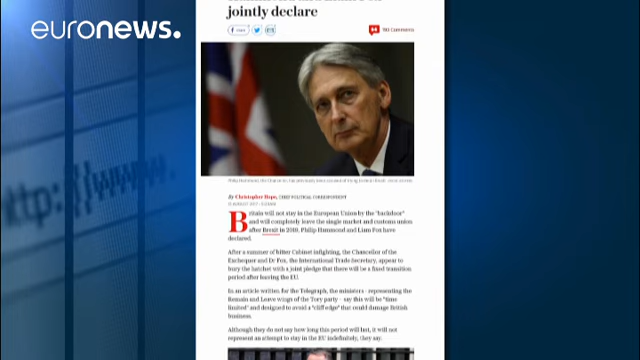 euronews.
jointly declare
Comments
By Christopher Hope, CHIEF POLITICAL CORRESPONDENT
Britain will not stay in the European Union by the "backdoor"
and will completely leave the single market and customs union
after Brexit in 2019, Philip Hammond and Liam Fox have
declared.
After a summer of bitter Cabinet infighting, the Chancellor of the
Exchequer and Dr Fox, the International Trade Secretary, appear to
bury the hatchet with a joint pledge that there will be a fixed transition
period after leaving the EU.
In an article written for the Telegraph, the ministers - representing the
Remain and Leave wings of the Tory party - say this will be "time
limited" and designed to avoid a "cliff edge" that could damage British
business.
Although they do not say how long this period will last, it will not
represent an attempt to stay in the EU indefinitely, they say.
http://www.